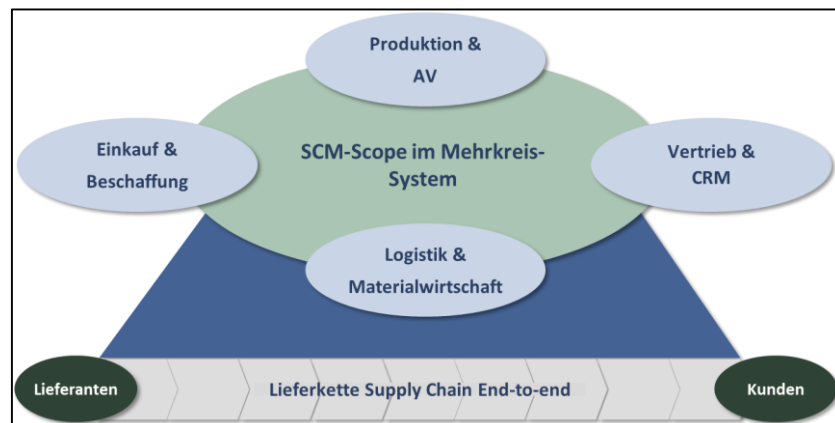 Produktion &
AV
Einkauf &
Beschaffung
SCM-Scope im Mehrkreis-
System
Vertrieb &
CRM
Logistik &
Materialwirtschaft
Lieferanten
Lieferkette Supply Chain End-to-end
Kunden